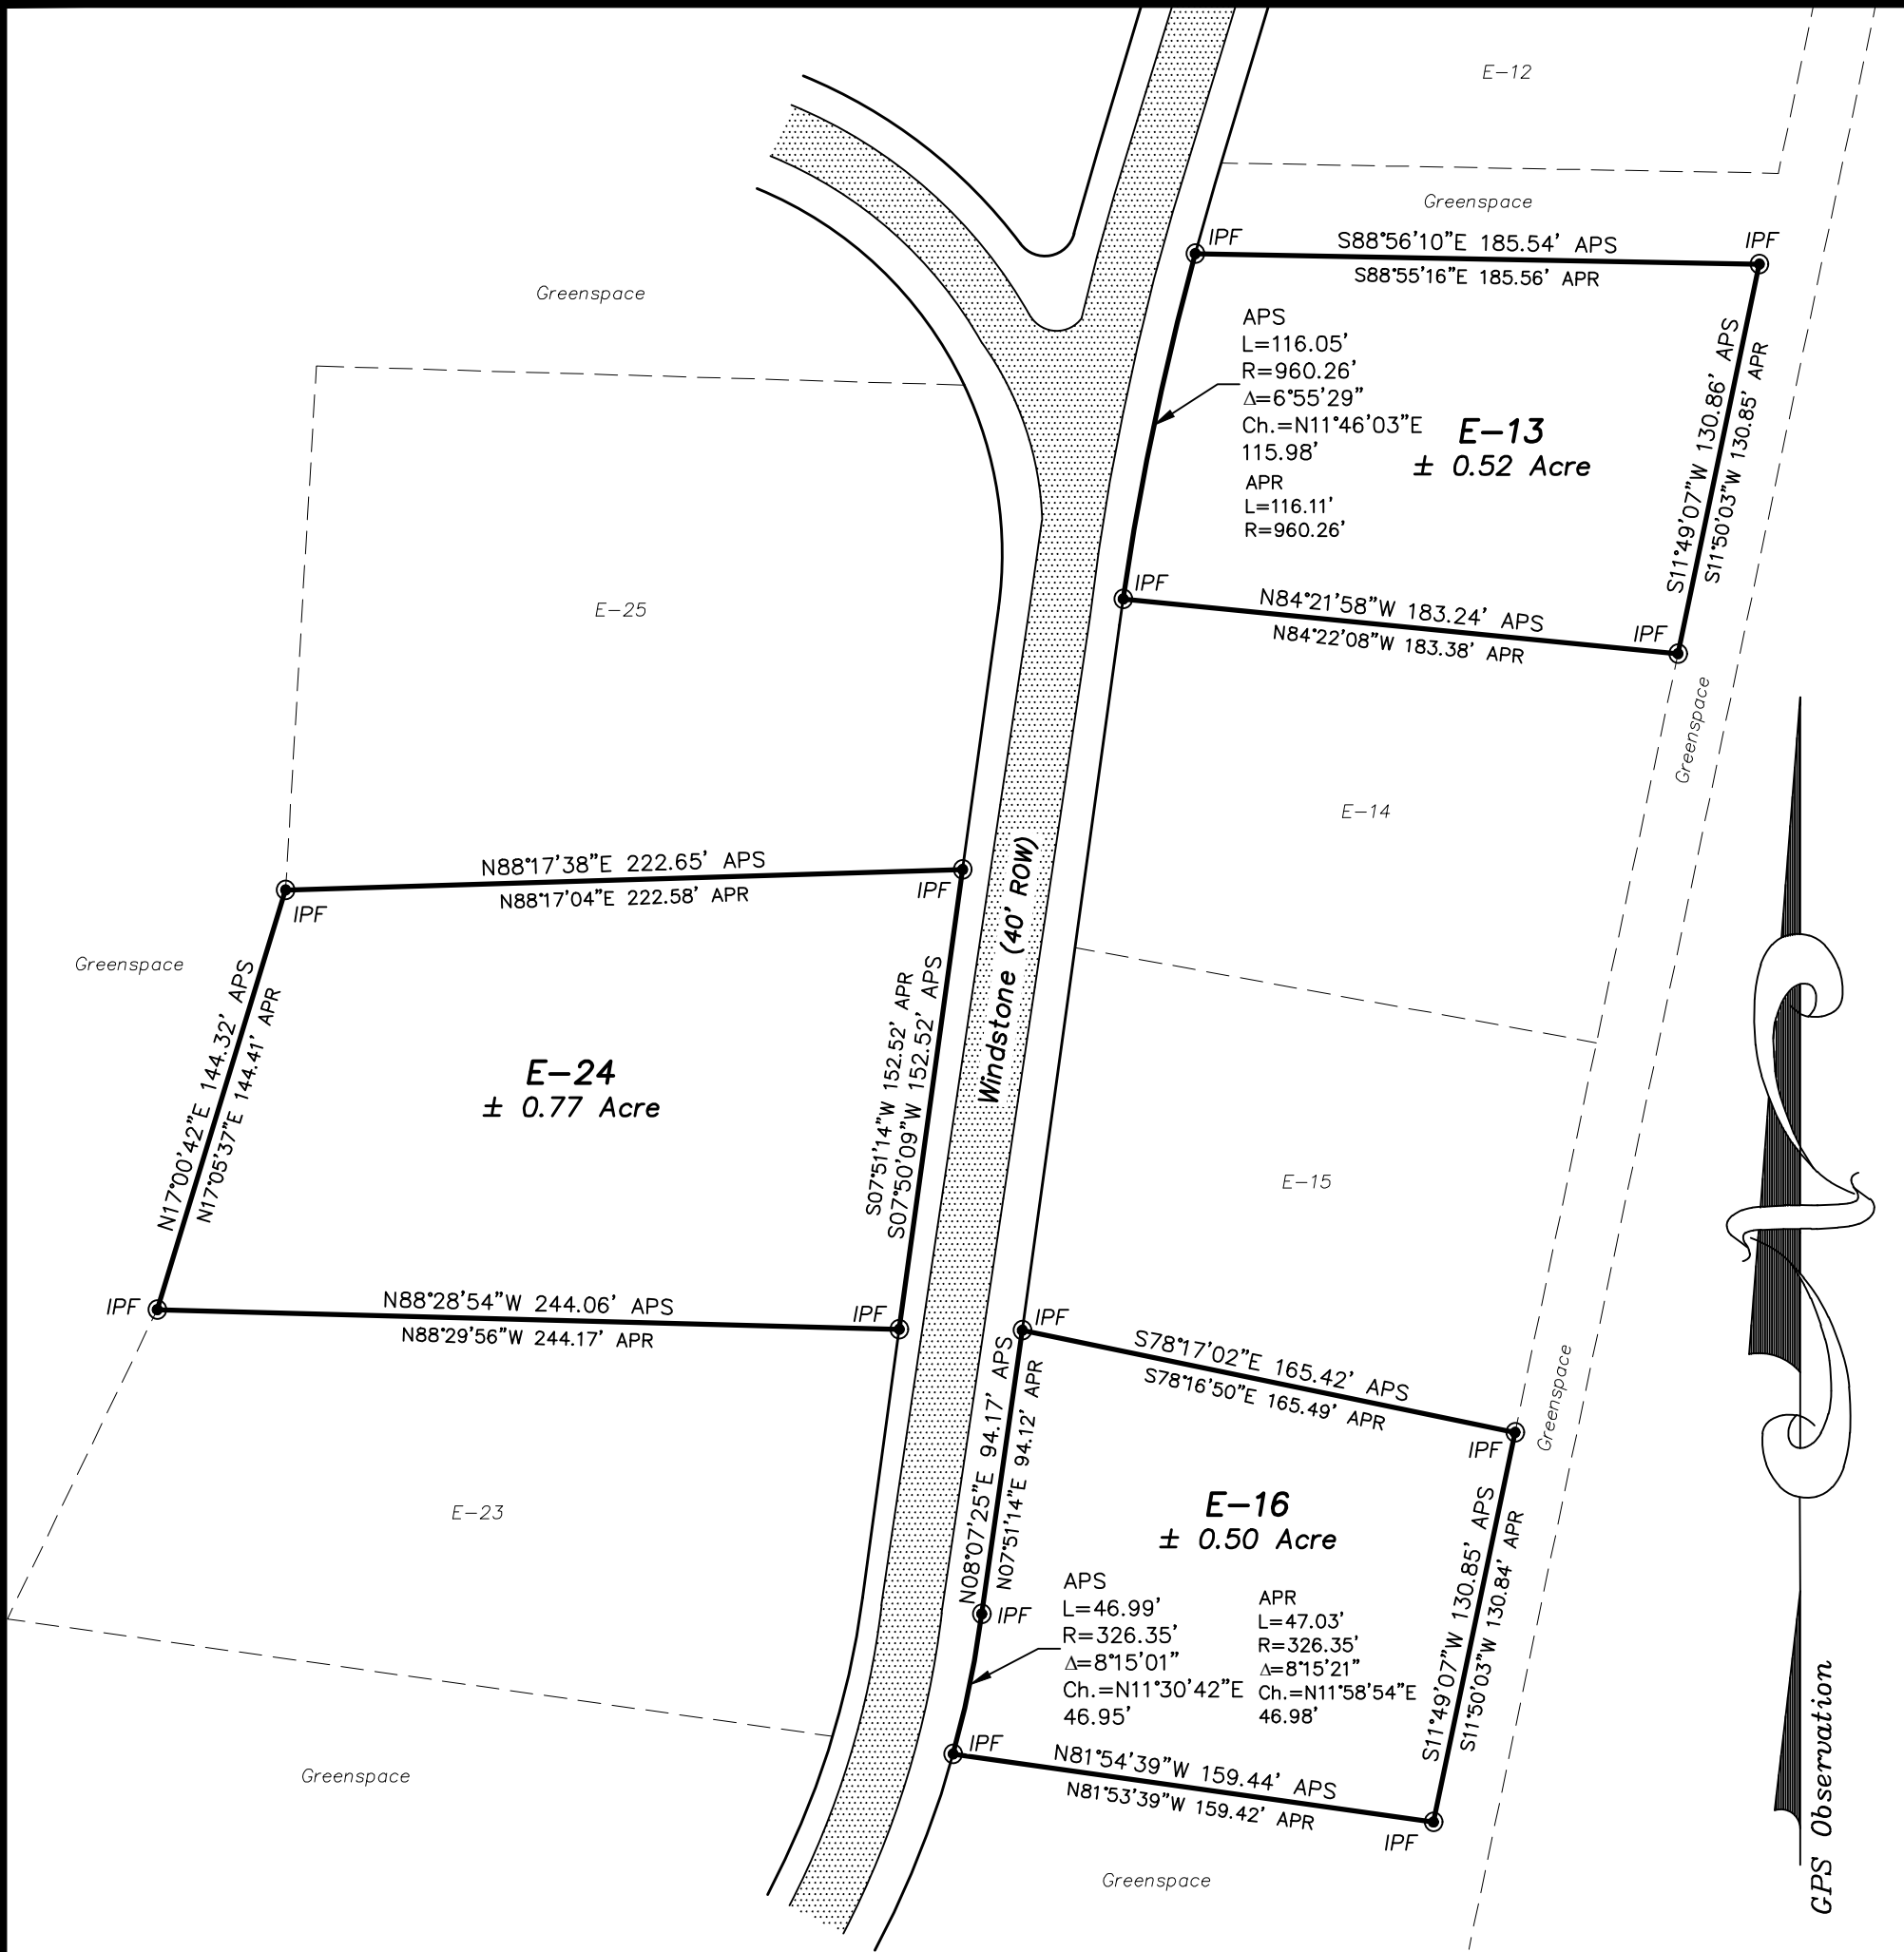 E-12
Greenspace
IPF
S88°56'10"E 185.54' APS
IPF
S88°55'16"E 185.56' APR
Greenspace
APS
L=116.05'
R=960.26'
Δ=6°55'29"
Ch.=N11°46'03"E
115.98'
APR
L=116.11'
R=960.26'
E-13
± 0.52 Acre
S11°49'07"W 130.86' APS
S11°50'03"W 130.85' APR
IPF
N84°21'58"W 183.24' APS
N84°22'08"W 183.38' APR
IPF
E-25
Greenspace
E-14
N88°17'38"E 222.65' APS
N88°17'04"E 222.58' APR
IPF
IPF
Greenspace
N17°00'42"E 144.32' APS
N17°05'37"E 144.41' APR
E-24
± 0.77 Acre
S07°51'14"W 152.52' APR
S07°50'09"W 152.52' APS
Windstone (40' ROW)
E-15
IPF
N88°28'54"W 244.06' APS
N88°29'56"W 244.17' APR
IPF
IPF
S78°17'02"E 165.42' APS
S78°16'50"E 165.49' APR
IPF
Greenspace
N08°07'25"E 94.17' APS
N07°51'14"E 94.12' APR
E-16
± 0.50 Acre
E-23
IPF
APS
L=46.99'
R=326.35'
Δ=8°15'01"
Ch.=N11°30'42"E
46.95'
APR
L=47.03'
R=326.35'
Δ=8°15'21"
Ch.=N11°58'54"E
46.98'
S11°49'07"W 130.85' APS
S11°50'03"W 130.84' APR
IPF
N81°54'39"W 159.44' APS
N81°53'39"W 159.42' APR
IPF
Greenspace
Greenspace
GPS Observation